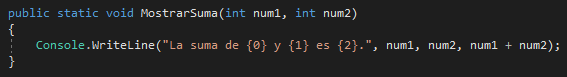 public static void MostrarSuma(int num1, int num2)
{
    Console.WriteLine("La suma de {0} y {1} es {2}.", num1, num2, num1 + num2);
}